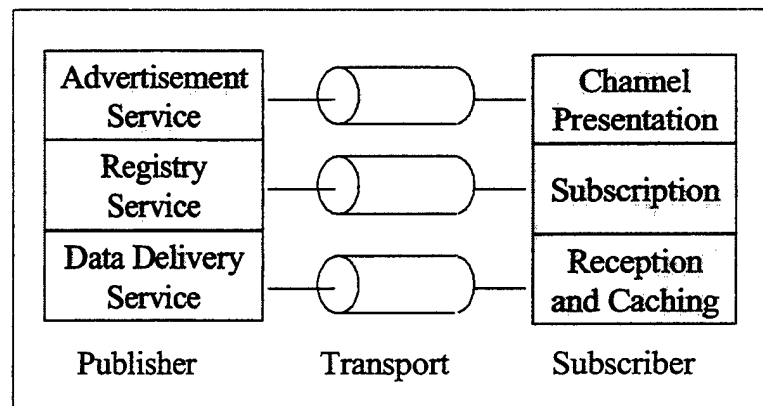 Advertisement
Service
Channel
Presentation
Registry
Service
Subscription
Data Delivery
Service
Reception
and Caching
Publisher
Transport
Subscriber